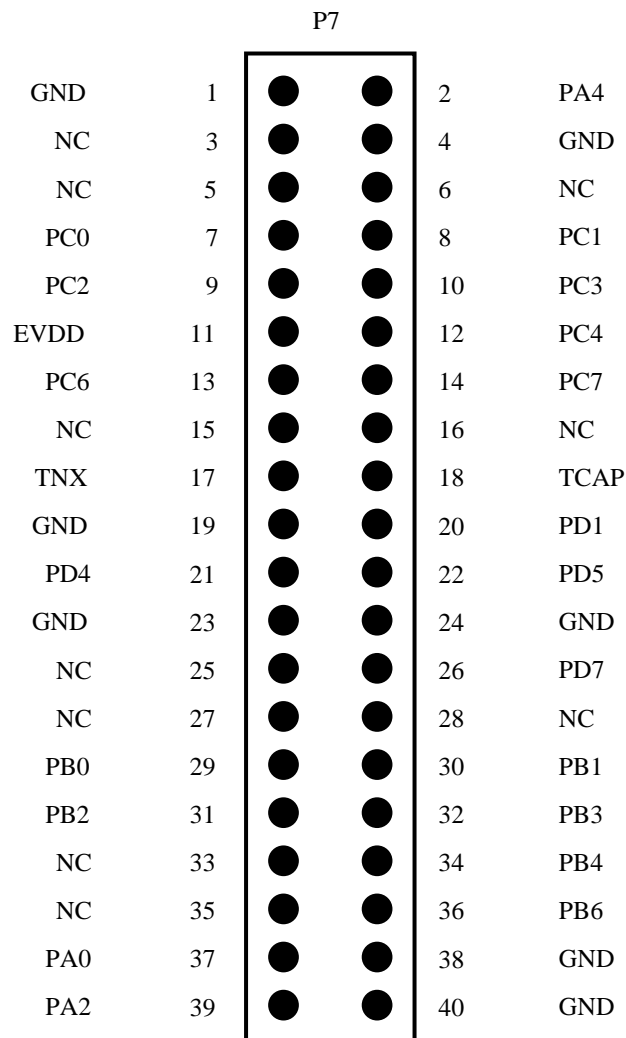 P7
GND 1 2 PA4
NC 3 4 GND
NC 5 6 NC
PC0 7 8 PC1
PC2 9 10 PC3
EVDD 11 12 PC4
PC6 13 14 PC7
NC 15 16 NC
TNX 17 18 TCAP
GND 19 20 PD1
PD4 21 22 PD5
GND 23 24 GND
NC 25 26 PD7
NC 27 28 NC
PB0 29 30 PB1
PB2 31 32 PB3
NC 33 34 PB4
NC 35 36 PB6
PA0 37 38 GND
PA2 39 40 GND